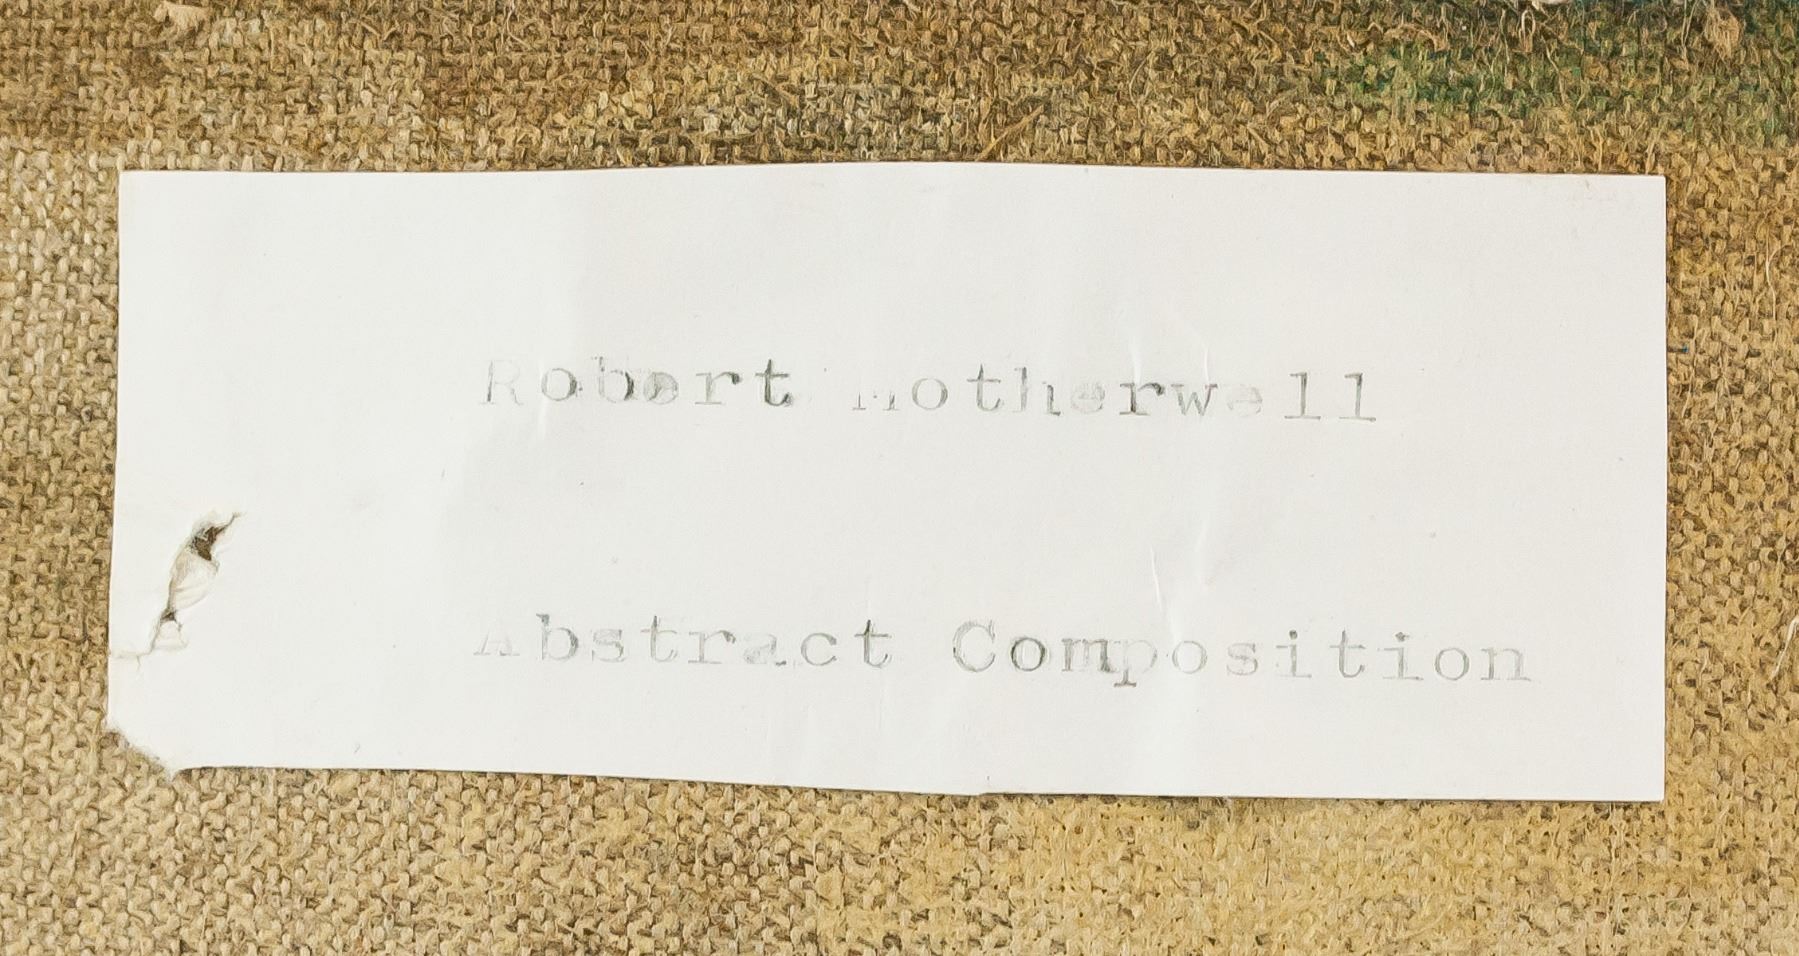 Robert Motherwell
Abstract Composition